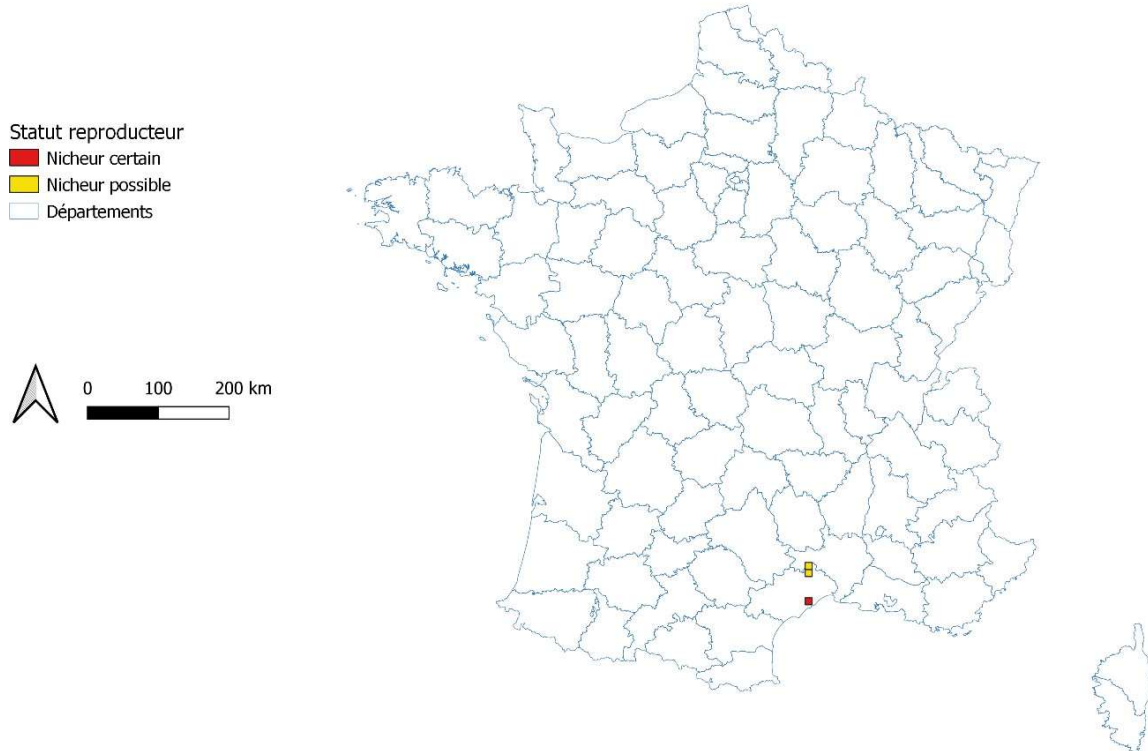 Statut reproducteur
Nicheur certain
Nicheur possible
Départements
0 100 200 km